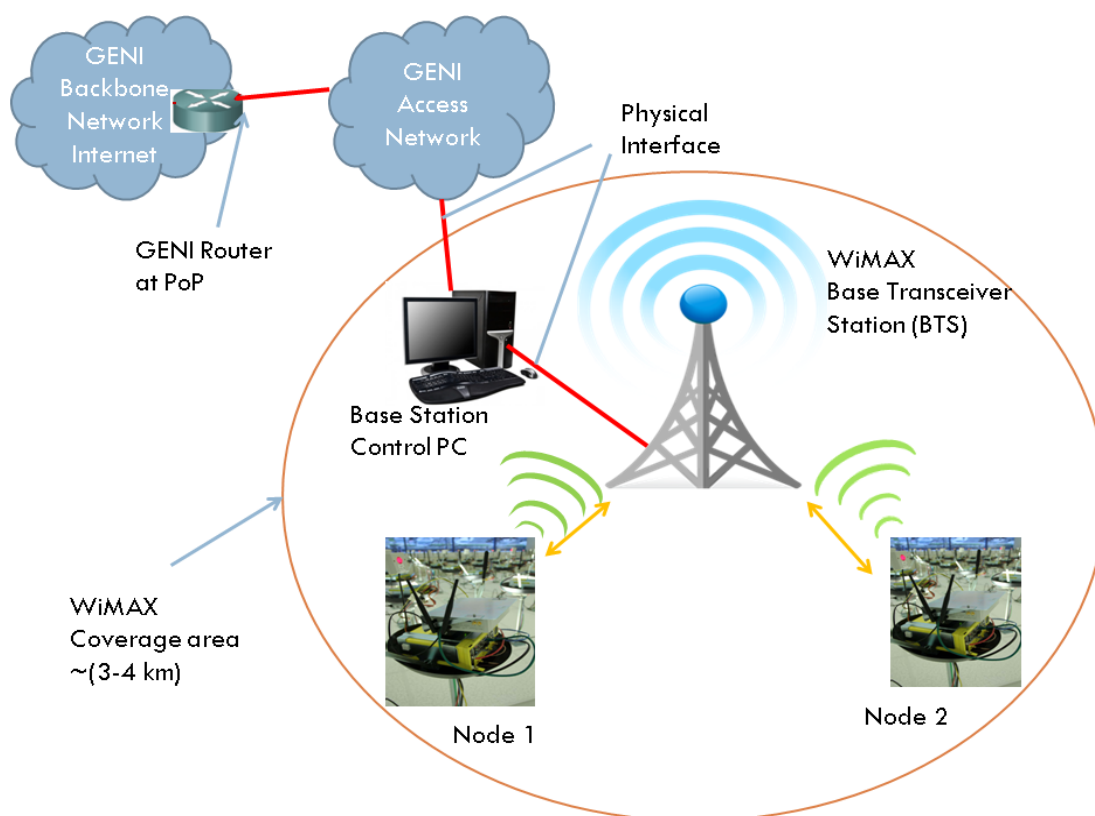 GENI
Backbone
Network
Internet
GENI
Access
Network
Physical
Interface
GENI Router
at PoP
WiMAX
Base Transceiver
Station (BTS)
Base Station
Control PC
WiMAX
Coverage area
~(3-4 km)
Node 1
Node 2